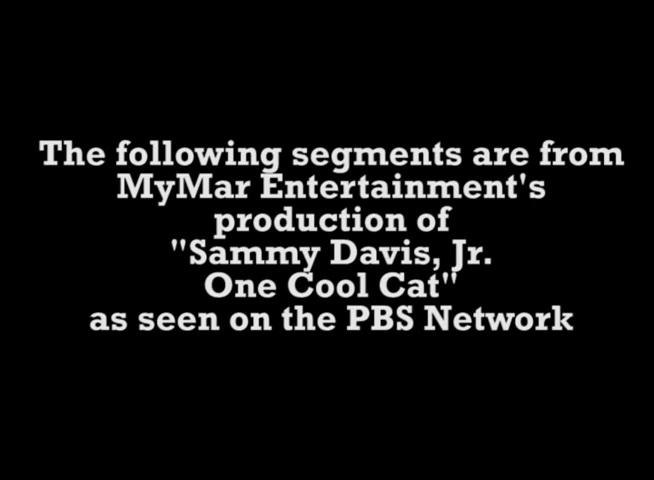 The following segments are from
MyMar Entertainment's
production of
"Sammy Davis, Jr.
One Cool Cat"
as seen on the PBS Network